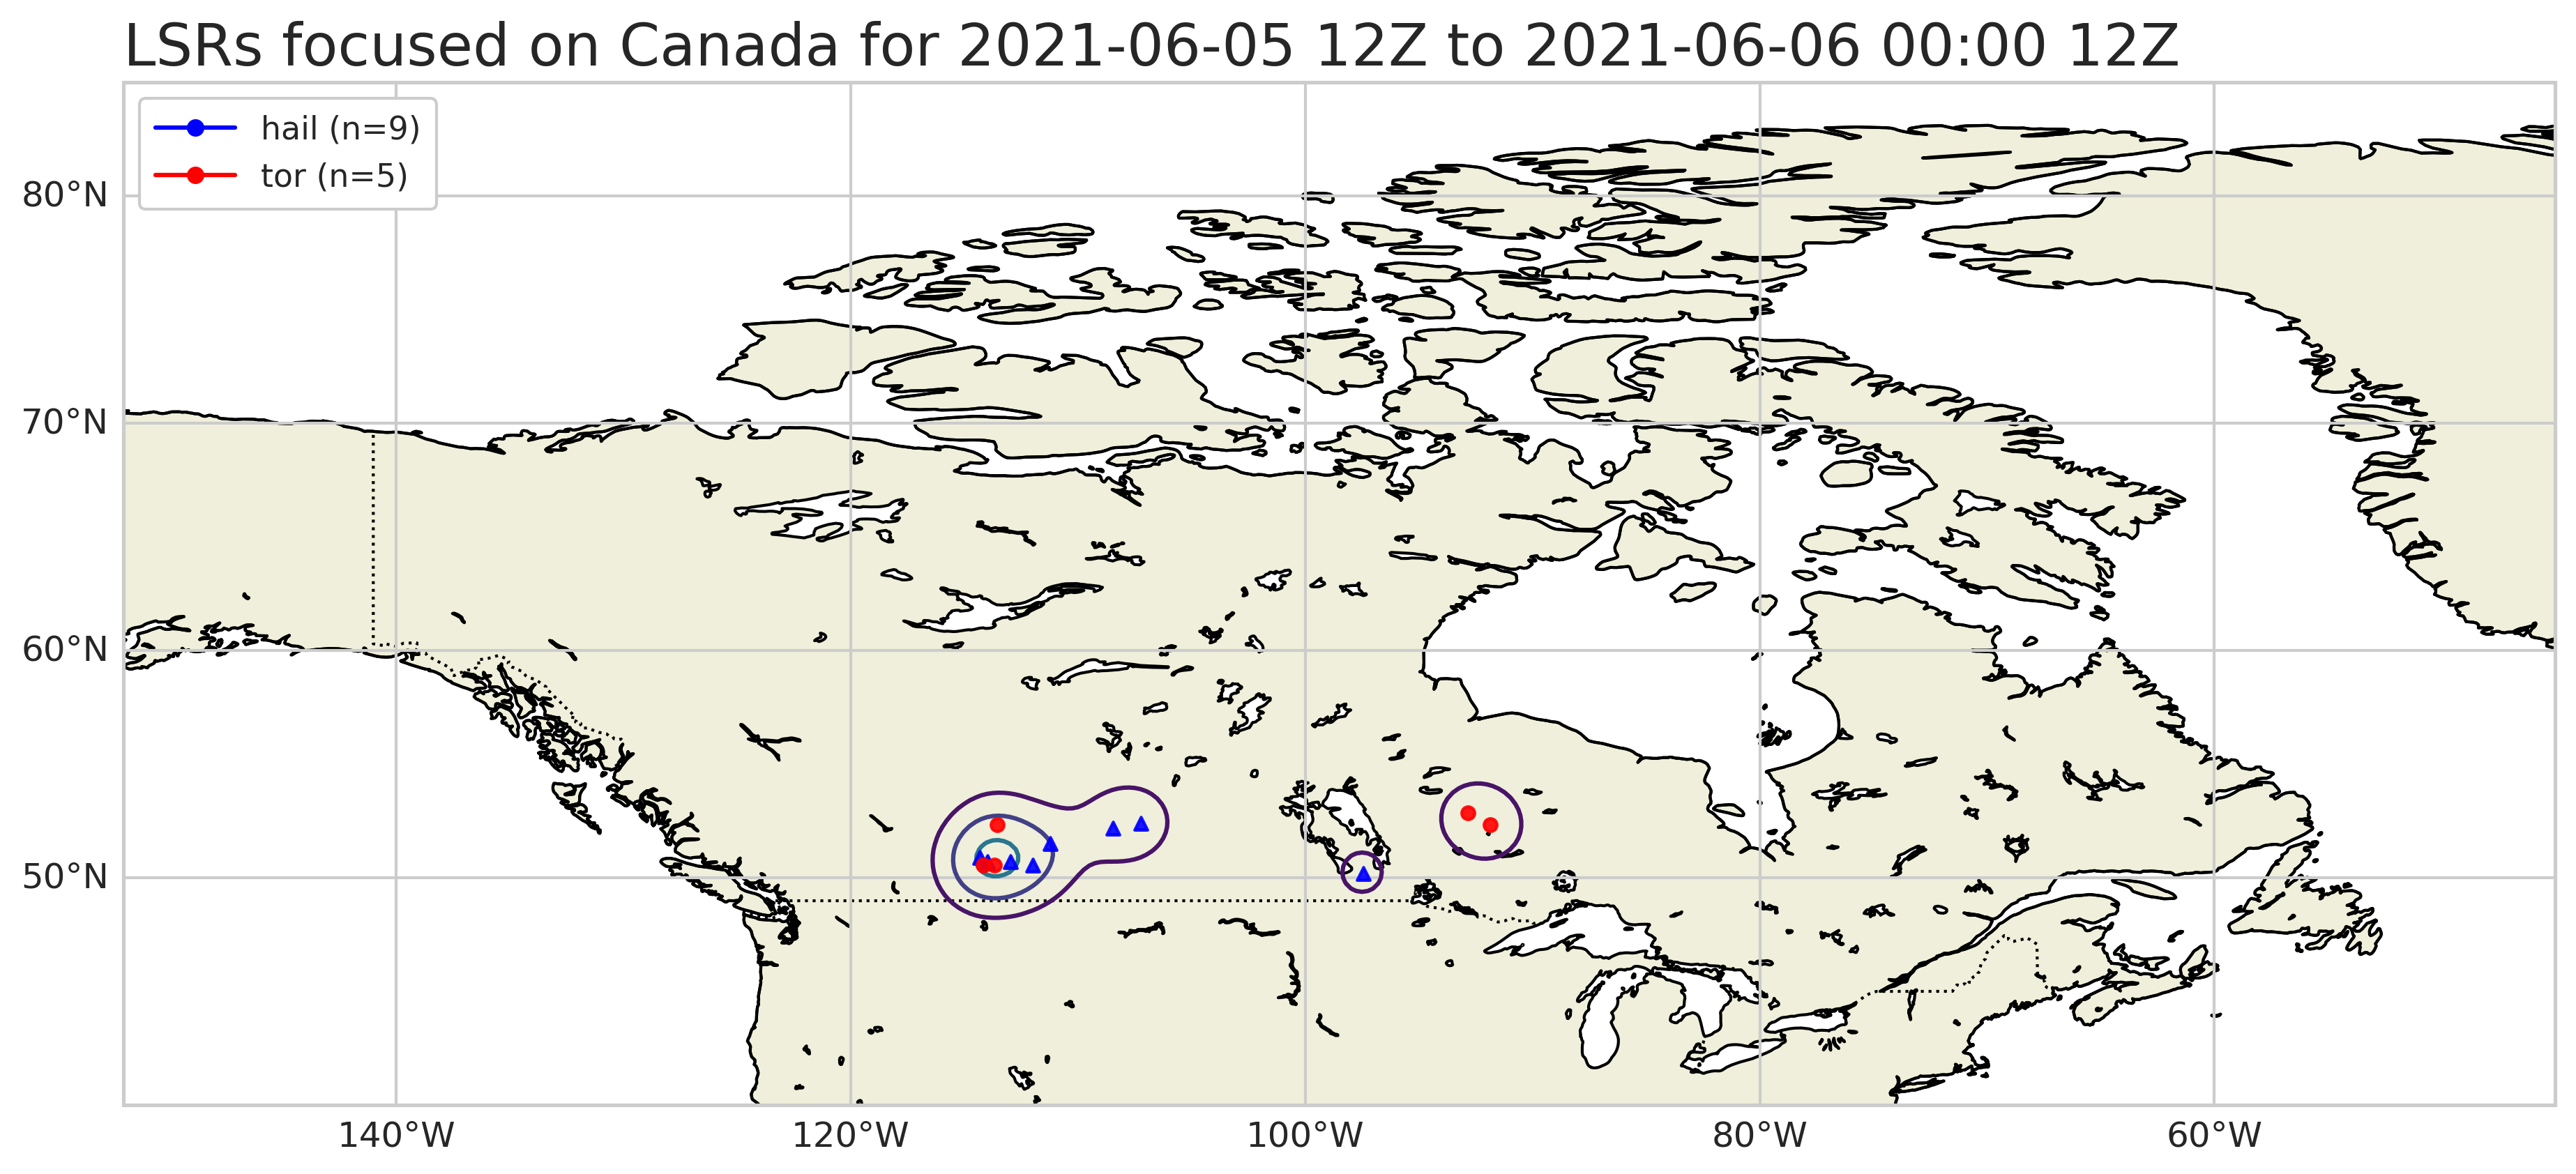 LSRs focused on Canada for 2021-06-05 12Z to 2021-06-06 00:00 12Z
hail (n=9)
tor (n=5)
80°N
70°N
60°N
50°N
140°W
120°W
100°W
80°W
60°W